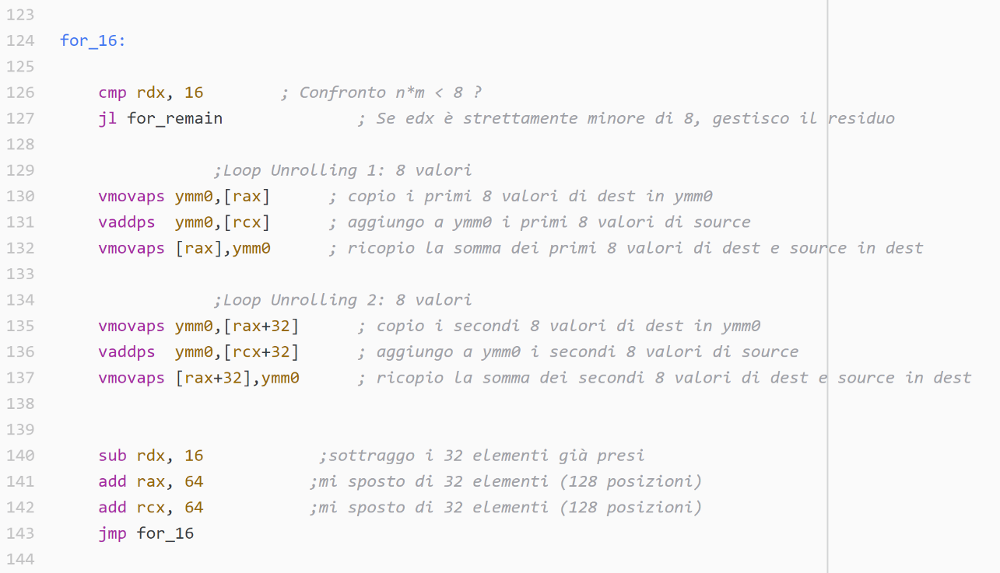 123
124 for_16:
125
126 cmp rdx, 16 ; Confronto n*m < 8 ?
127 jl for_remain ; Se edx è strettamente minore di 8, gestisco il residuo
128
129 ;Loop Unrolling 1: 8 valori
130 vmovaps ymm0,[rax] ; copio i primi 8 valori di dest in ymm0
131 vaddps ymm0,[rcx] ; aggiungo a ymm0 i primi 8 valori di source
132 vmovaps [rax],ymm0 ; ricopio la somma dei primi 8 valori di dest e source in dest
133
134 ;Loop Unrolling 2: 8 valori
135 vmovaps ymm0,[rax+32] ; copio i secondi 8 valori di dest in ymm0
136 vaddps ymm0,[rcx+32] ; aggiungo a ymm0 i secondi 8 valori di source
137 vmovaps [rax+32],ymm0 ; ricopio la somma dei secondi 8 valori di dest e source in dest
138
139
140 sub rdx, 16 ;sottraggo i 32 elementi già presi
141 add rax, 64 ;mi sposto di 32 elementi (128 posizioni)
142 add rcx, 64 ;mi sposto di 32 elementi (128 posizioni)
143 jmp for_16
144